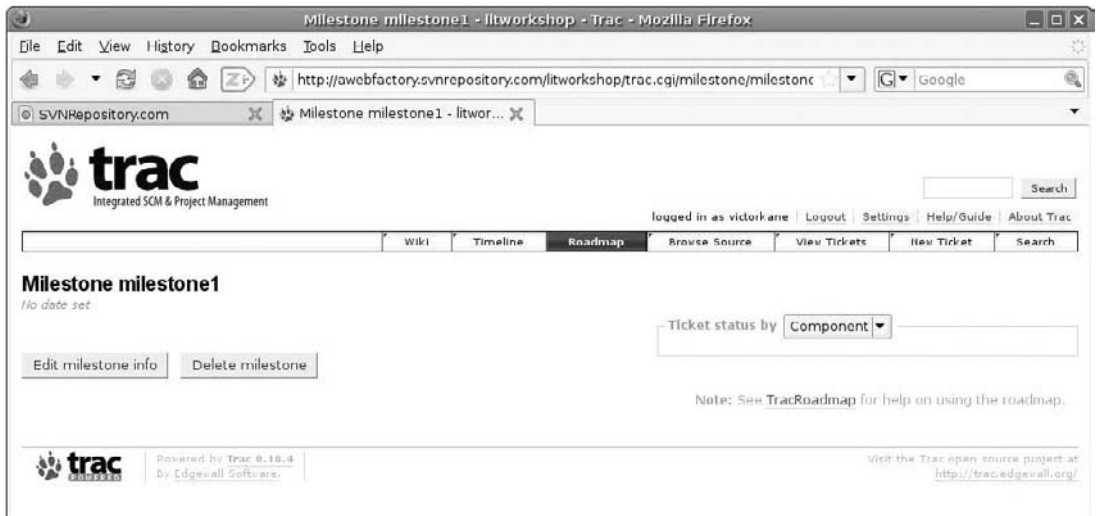 Milestone milestone1 - litworkshop - Trac - Mozilla Firefox
File Edit View History Bookmarks Tools Help
http://awebfactory.svnrepository.com/litworkshop/trac.cgi/milestone/milestone
G Google
SVNRepository.com
Milestone milestone1 - litwor...
trac
Integrated SCM & Project Management
Search
logged in as victorkane Logout Settings Help/Guide About Trac
Wiki Timeline Roadmap Browse Source View Tickets New Ticket Search
Milestone milestone1
No date set
Ticket status by Component
Edit milestone info Delete milestone
Note: See TracRoadmap for help on using the roadmap.
trac
POWERED
Powered by Trac 0.10.4
By Edgewall Software.
Visit the Trac open source project at
http://trac.edgewall.org/